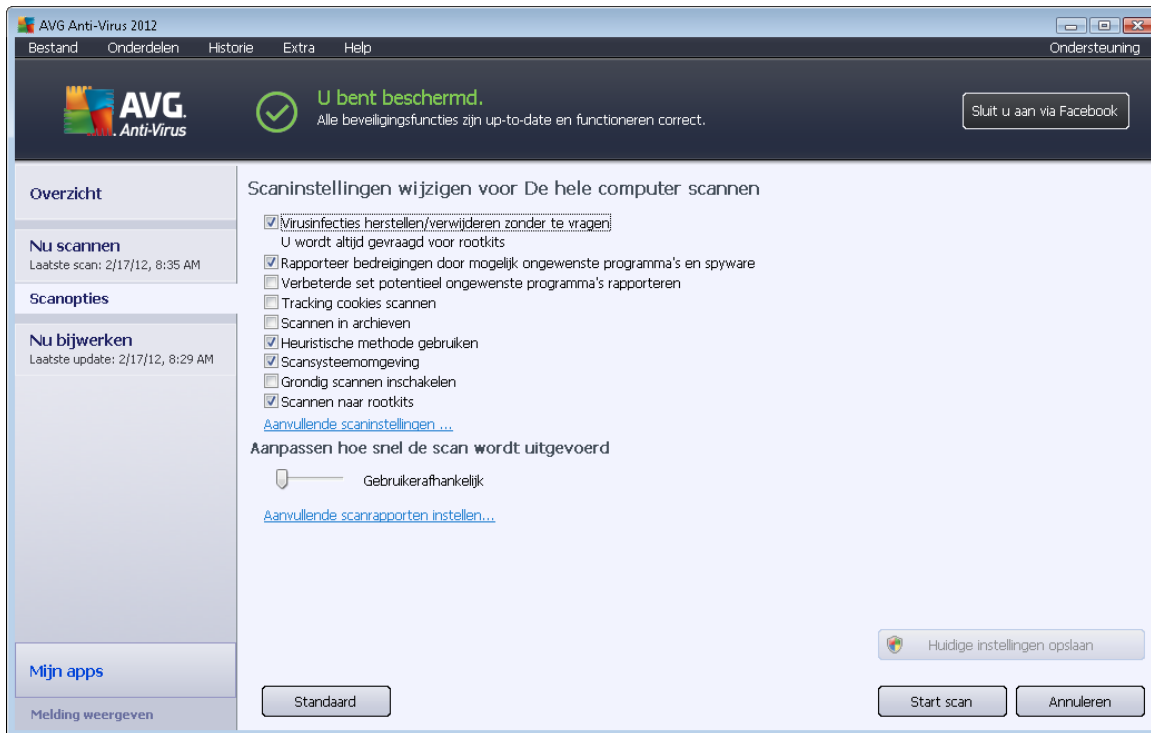 AVG Anti-Virus 2012
Bestand Onderdelen Historie Extra Help Ondersteuning
AVG.
Anti-Virus
U bent beschermd.
Alle beveiligingsfuncties zijn up-to-date en functioneren correct.
Sluit u aan via Facebook
Overzicht
Nu scannen
Laatste scan: 2/17/12, 8:35 AM
Scanopties
Nu bijwerken
Laatste update: 2/17/12, 8:29 AM
Mijn apps
Melding weergeven
Scaninstellingen wijzigen voor De hele computer scannen
Virusinfecties herstellen/verwijderen zonder te vragen
U wordt altijd gevraagd voor rootkits
Rapporteer bedreigingen door mogelijk ongewenste programma's en spyware
Verbeterde set potentieel ongewenste programma's rapporteren
Tracking cookies scannen
Scannen in archieven
Heuristische methode gebruiken
Scansysteemomgeving
Grondig scannen inschakelen
Scannen naar rootkits
Aanvullende scaninstellingen ...
Aanpassen hoe snel de scan wordt uitgevoerd
Gebruikerafhankelijk
Aanvullende scanrapporten instellen...
Huidige instellingen opslaan
Standaard
Start scan
Annuleren